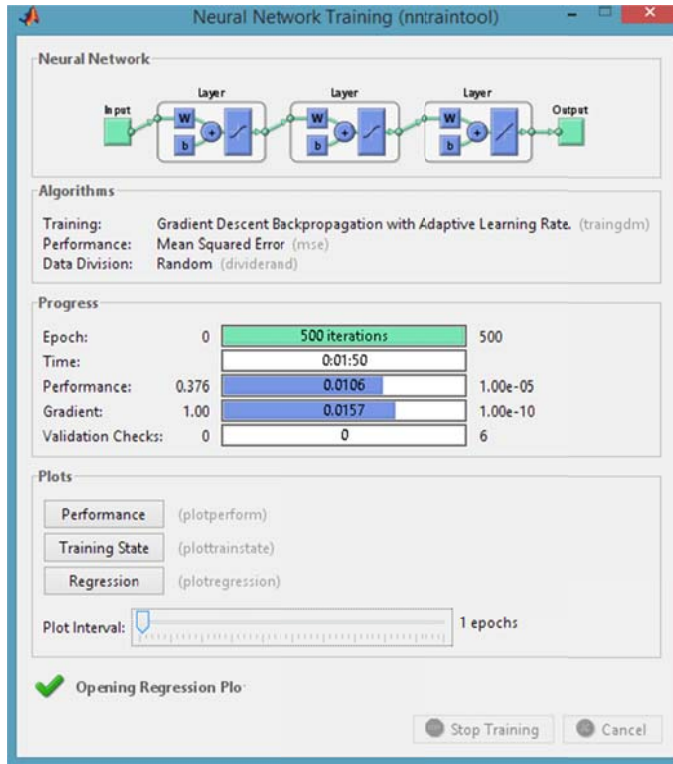 Neural Network Training (nntraintool)
Neural Network
Layer Layer Layer
Input W b + W b + W b + Output
Algorithms
Training: Gradient Descent Backpropagation with Adaptive Learning Rate. (traingdm)
Performance: Mean Squared Error (mse)
Data Division: Random (dividerand)
Progress
Epoch: 0 500 iterations 500
Time: 0:01:50
Performance: 0.376 0.0106 1.00e-05
Gradient: 1.00 0.0157 1.00e-10
Validation Checks: 0 0 6
Plots
Performance (plotperform)
Training State (plottrainstate)
Regression (plotregression)
Plot Interval: 1 epochs
Opening Regression Plo
Stop Training Cancel